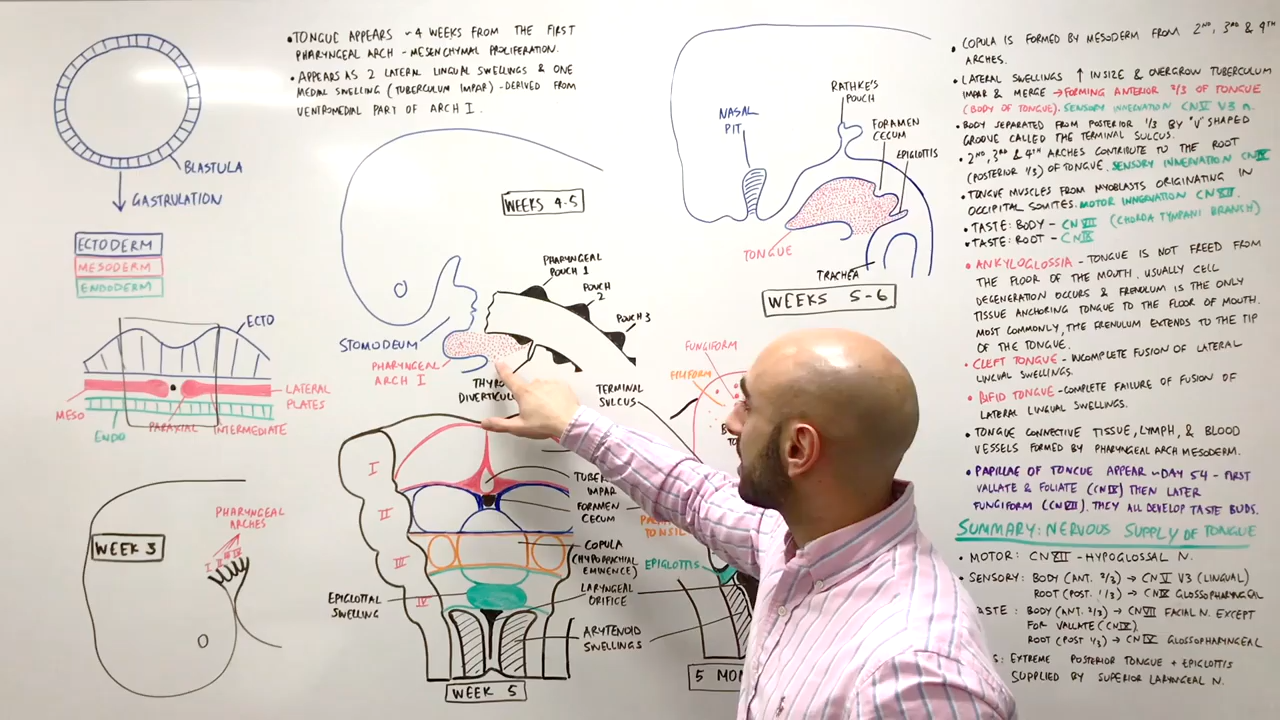 •TONGUE APPEARS ~4 WEEKS FROM THE FIRST
PHARYNGEAL ARCH - MESENCHYMAL PROLIFERATION.
•APPEARS AS 2 LATERAL LINGUAL SWELLINGS & ONE
MEDIAL SWELLING (TUBERCULUM IMPAR) - DERIVED FROM
VENTROMEDIAL PART OF ARCH I.
BLASTULA
GASTRULATION
ECTODERM
MESODERM
ENDODERM
ECTO
LATERAL
PLATES
MESO
ENDO
PARAXIAL
INTERMEDIATE
WEEK 3
PHARYNGEAL
ARCHES
I II III IV
WEEKS 4-5
PHARYNGEAL
POUCH 1
POUCH
2
POUCH 3
STOMODEUM
PHARYNGEAL
ARCH I
THYRO
DIVERTICUL
TERMINAL
SULCUS
I
II
III
IV
IMPAR
FORAMEN
CECUM
COPULA
(HYPOBRACHIAL
EMINENCE)
LARYNGEAL
ORIFICE
EPIGLOTTAL
SWELLING
ARYTENOID
SWELLINGS
WEEK 5
NASAL
PIT
RATHKE'S
POUCH
FORAMEN
CECUM
EPIGLOTTIS
TONGUE
TRACHEA
WEEKS 5-6
FUNGIFORM
FILIFORM
EPIGLOTTIS
5 MON
• COPULA IS FORMED BY MESODERM FROM 2ND, 3RD & 4TH
ARCHES.
• LATERAL SWELLINGS ↑ IN SIZE & OVERGROW TUBERCULUM
IMPAR & MERGE → FORMING ANTERIOR 2/3 OF TONGUE
(BODY OF TONGUE). SENSORY INNERVATION CN V V3 n.
• BODY SEPARATED FROM POSTERIOR 1/3 BY "V" SHAPED
GROOVE CALLED THE TERMINAL SULCUS.
• 2ND, 3RD & 4TH ARCHES CONTRIBUTE TO THE ROOT
(POSTERIOR 1/3) OF TONGUE. SENSORY INNERVATION CN IX
• TONGUE MUSCLES FROM MYOBLASTS ORIGINATING IN
OCCIPITAL SOMITES. MOTOR INNERVATION CN XII.
• TASTE: BODY - CN VII (CHORDA TYMPANI BRANCH)
• TASTE: ROOT - CN IX
• ANKYLOGLOSSIA - TONGUE IS NOT FREED FROM
THE FLOOR OF THE MOUTH. USUALLY CELL
DEGENERATION OCCURS & FRENULUM IS THE ONLY
TISSUE ANCHORING TONGUE TO THE FLOOR OF MOUTH.
MOST COMMONLY, THE FRENULUM EXTENDS TO THE TIP
OF THE TONGUE.
• CLEFT TONGUE - INCOMPLETE FUSION OF LATERAL
LINGUAL SWELLINGS.
• BIFID TONGUE - COMPLETE FAILURE OF FUSION OF
LATERAL LINGUAL SWELLINGS.
• TONGUE CONNECTIVE TISSUE, LYMPH, & BLOOD
VESSELS FORMED BY PHARYNGEAL ARCH MESODERM.
• PAPILLAE OF TONGUE APPEAR ~DAY 54 - FIRST
VALLATE & FOLIATE (CN IX) THEN LATER
FUNGIFORM (CN VII). THEY ALL DEVELOP TASTE BUDS.
SUMMARY: NERVOUS SUPPLY OF TONGUE
• MOTOR: CN XII - HYPOGLOSSAL N.
• SENSORY: BODY (ANT. 2/3) → CN V V3 (LINGUAL)
ROOT (POST. 1/3) → CN IX GLOSSOPHARYNGEAL
TASTE: BODY (ANT. 2/3) → CN VII FACIAL N. EXCEPT
FOR VALLATE (CN IX)
ROOT (POST 1/3) → CN IX GLOSSOPHARYNGEAL
: EXTREME POSTERIOR TONGUE + EPIGLOTTIS
SUPPLIED BY SUPERIOR LARYNGEAL N.